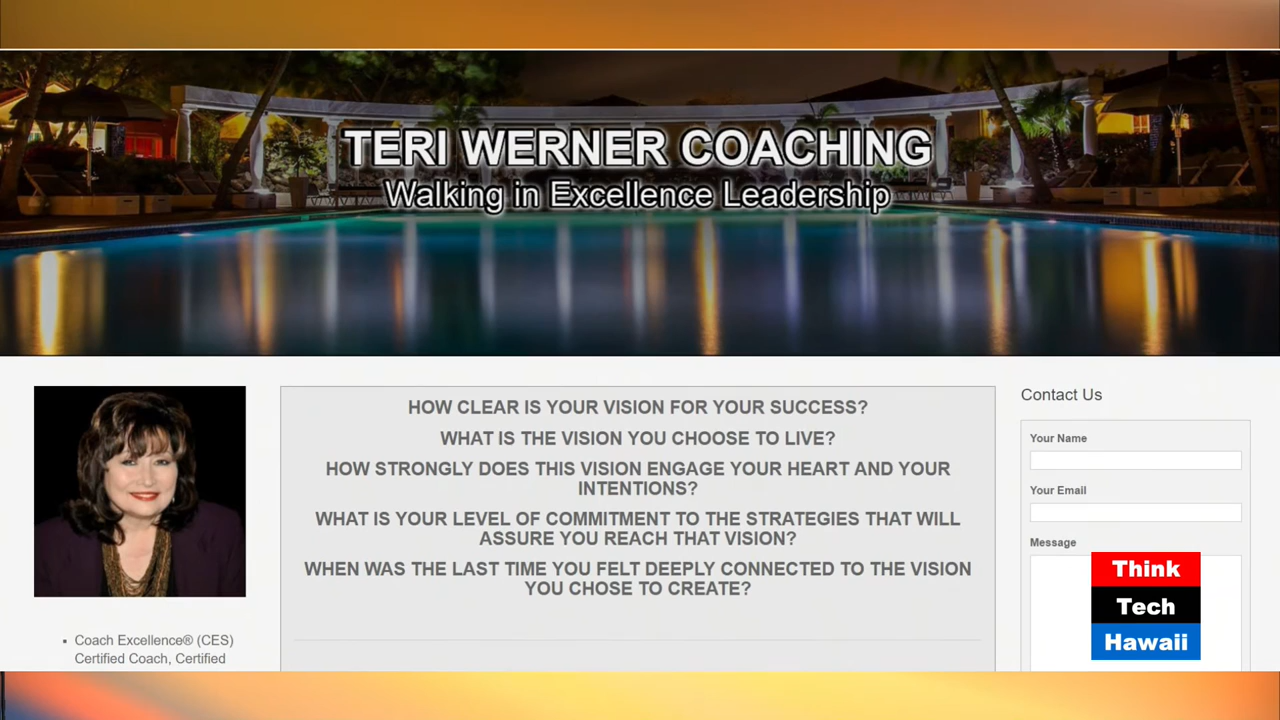 TERI WERNER COACHING
Walking in Excellence Leadership
HOW CLEAR IS YOUR VISION FOR YOUR SUCCESS?
WHAT IS THE VISION YOU CHOOSE TO LIVE?
HOW STRONGLY DOES THIS VISION ENGAGE YOUR HEART AND YOUR
INTENTIONS?
WHAT IS YOUR LEVEL OF COMMITMENT TO THE STRATEGIES THAT WILL
ASSURE YOU REACH THAT VISION?
WHEN WAS THE LAST TIME YOU FELT DEEPLY CONNECTED TO THE VISION
YOU CHOSE TO CREATE?
Contact Us
Your Name
Your Email
Message
Think
Tech
Hawaii
• Coach Excellence® (CES)
Certified Coach, Certified